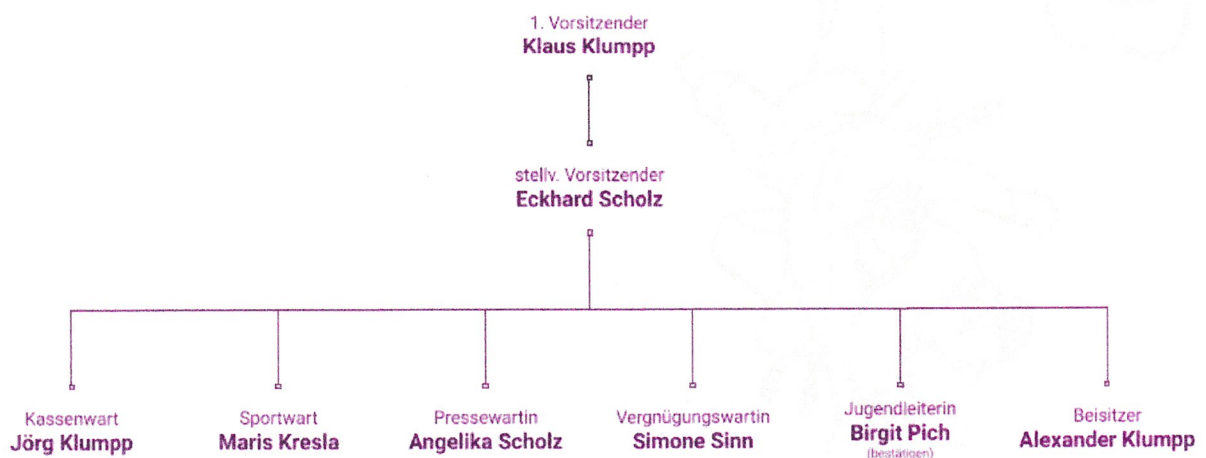 1. Vorsitzender
Klaus Klumpp
stellv. Vorsitzender
Eckhard Scholz
Kassenwart
Jörg Klumpp
Sportwart
Maris Kresla
Pressewartin
Angelika Scholz
Vergnügungswartin
Simone Sinn
Jugendleiterin
Birgit Pich
(bestätigen)
Beisitzer
Alexander Klumpp